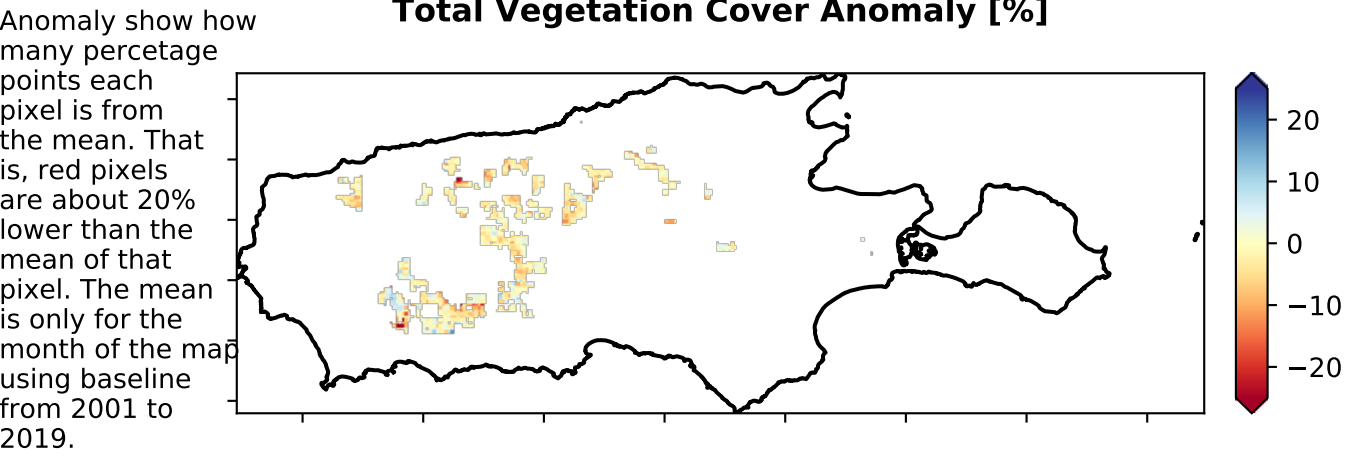 Total Vegetation Cover Anomaly [%]
Anomaly show how
many percetage
points each
pixel is from
the mean. That
is, red pixels
are about 20%
lower than the
mean of that
pixel. The mean
is only for the
month of the map
using baseline
from 2001 to
2019.
20
10
0
−10
−20